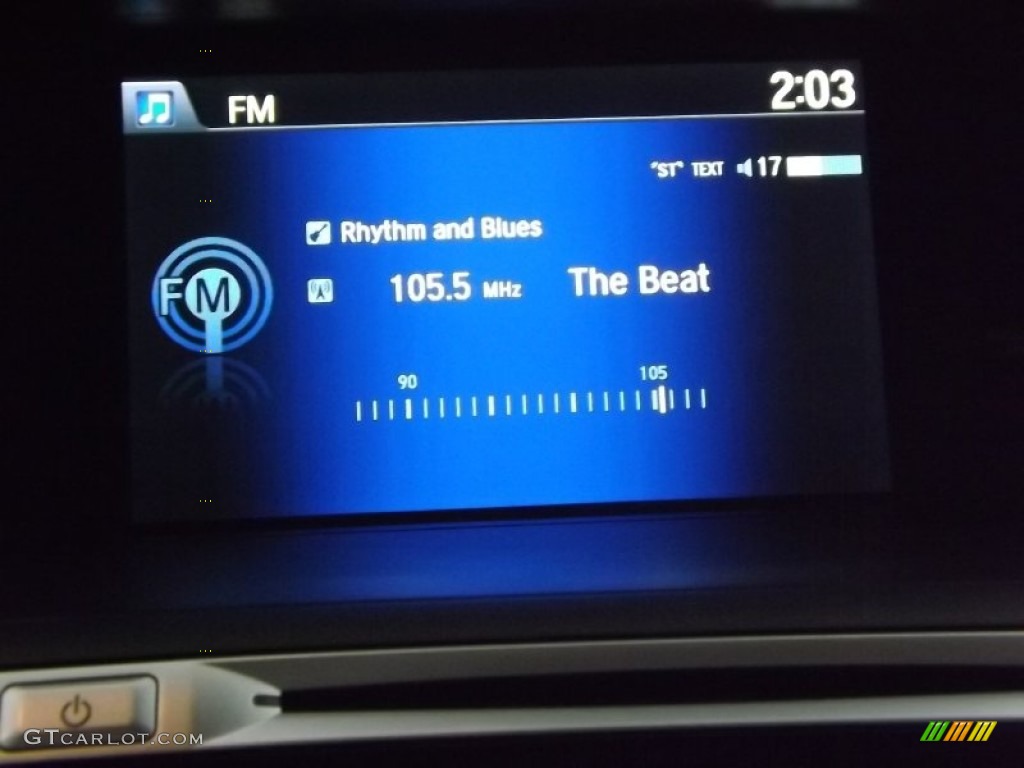 FM 2:03
"ST" TEXT 17
Rhythm and Blues
FM 105.5 MHz The Beat
90 105
GTCARLOT.COM